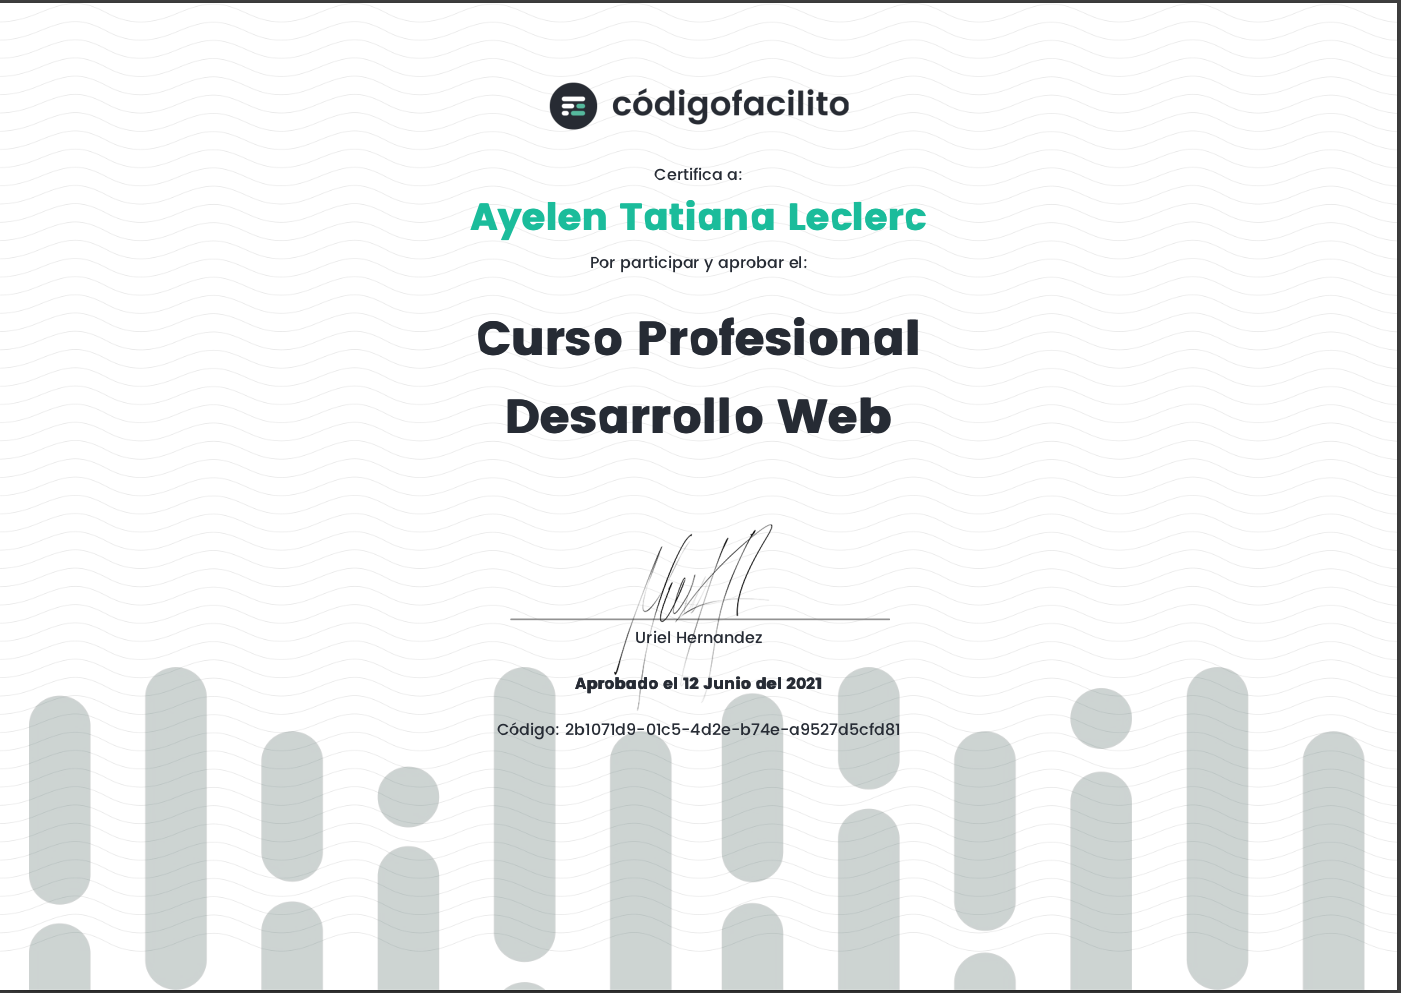 códigofacilito
Certifica a:
Ayelen Tatiana Leclerc
Por participar y aprobar el:
Curso Profesional
Desarrollo Web
Uriel Hernandez
Aprobado el 12 Junio del 2021
Código: 2b1071d9-01c5-4d2e-b74e-a9527d5cfd81